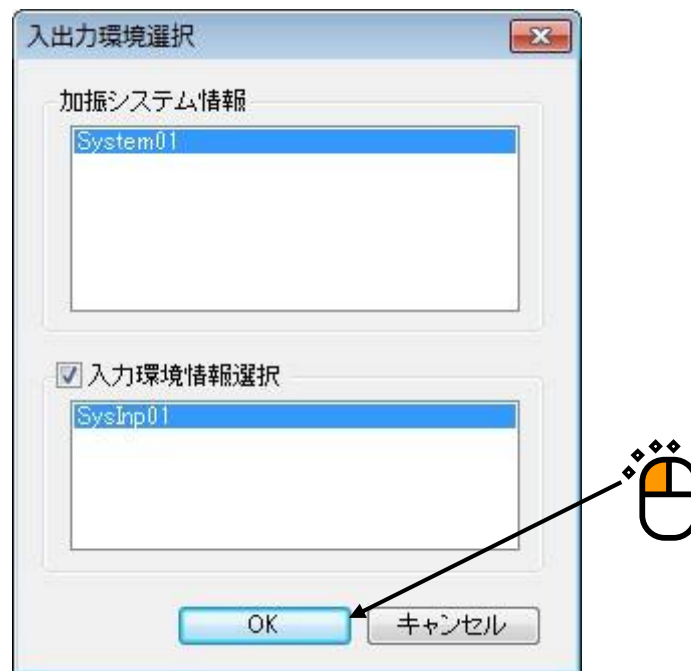 入出力環境選択
加振システム情報
System01
入力環境情報選択
SysInp01
OK
キャンセル